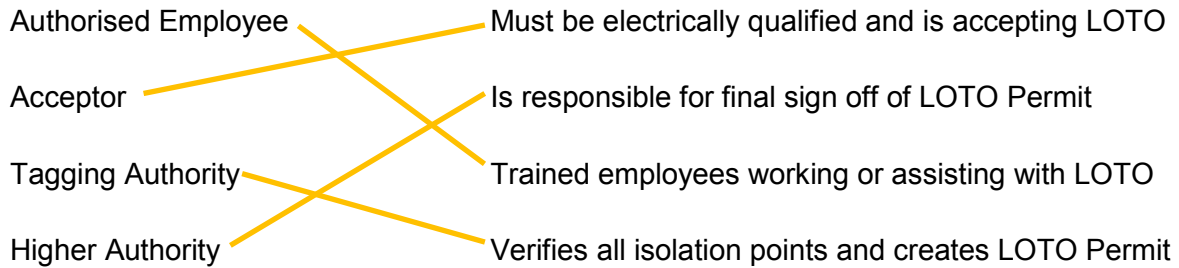 Authorised Employee Must be electrically qualified and is accepting LOTO
Acceptor Is responsible for final sign off of LOTO Permit
Tagging Authority Trained employees working or assisting with LOTO
Higher Authority Verifies all isolation points and creates LOTO Permit